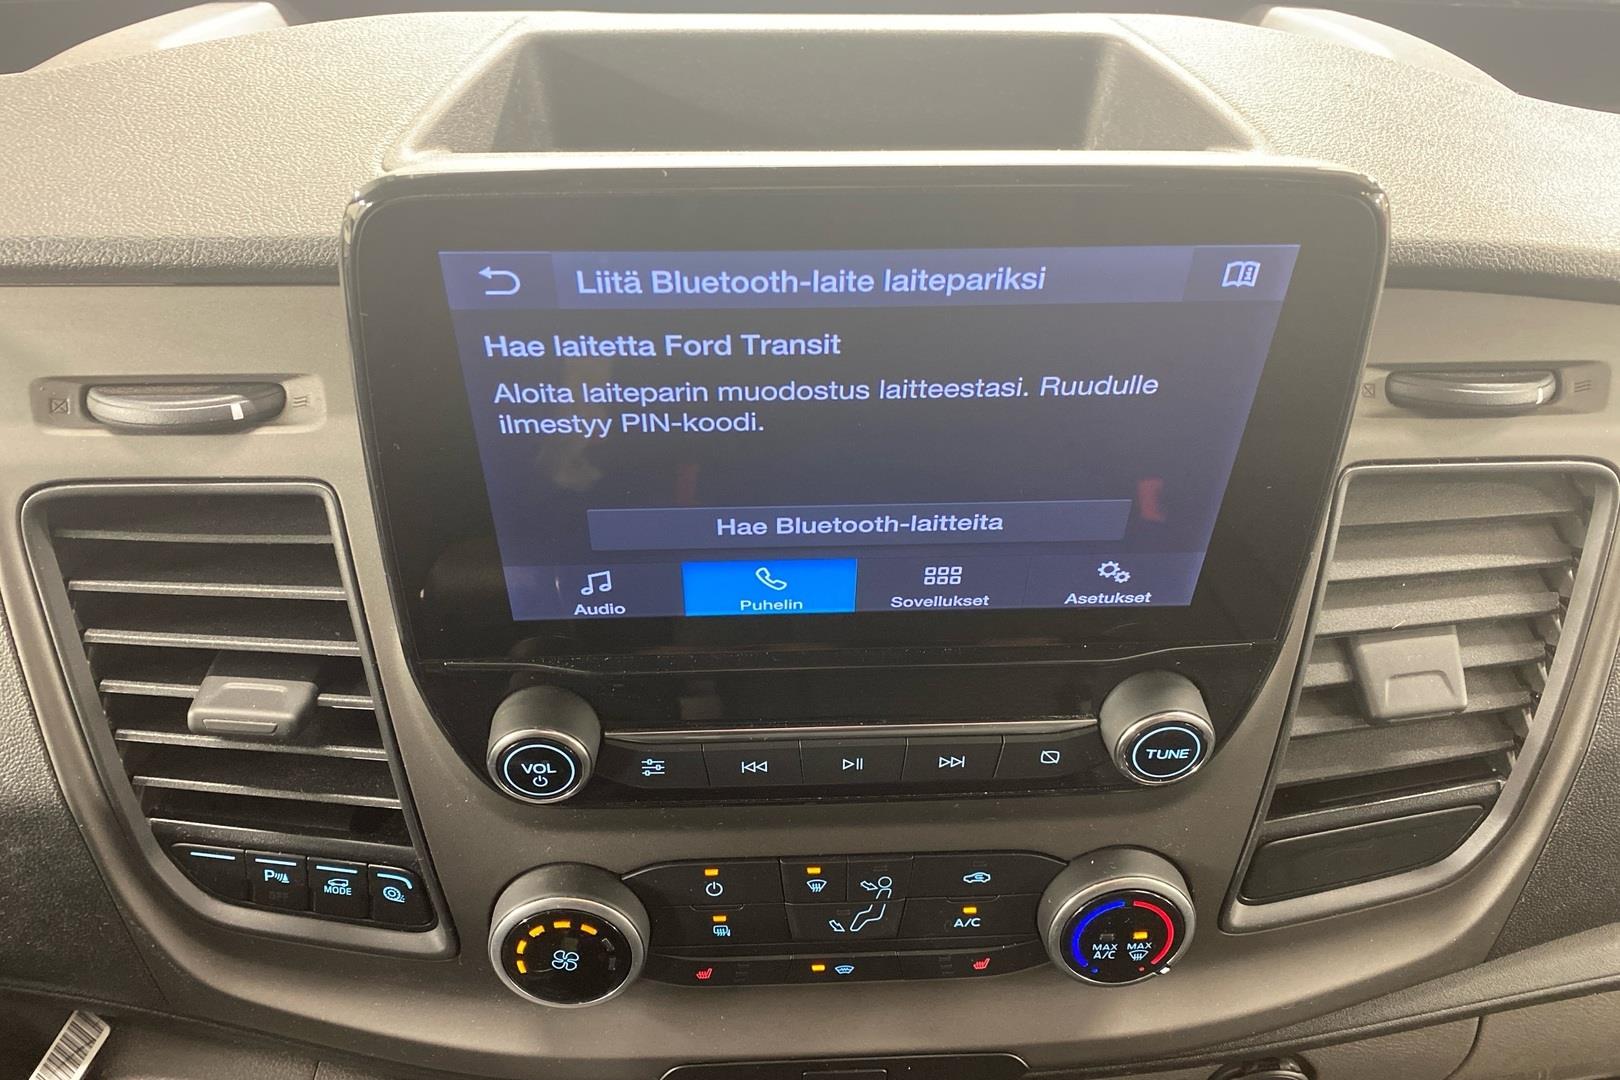 Liitä Bluetooth-laite laitepariksi
Hae laitetta Ford Transit
Aloita laiteparin muodostus laitteestasi. Ruudulle
ilmestyy PIN-koodi.
Hae Bluetooth-laitteita
Audio
Puhelin
Sovellukset
Asetukset
VOL
TUNE
P
OFF
MODE
A/C
MAX
A/C
MAX